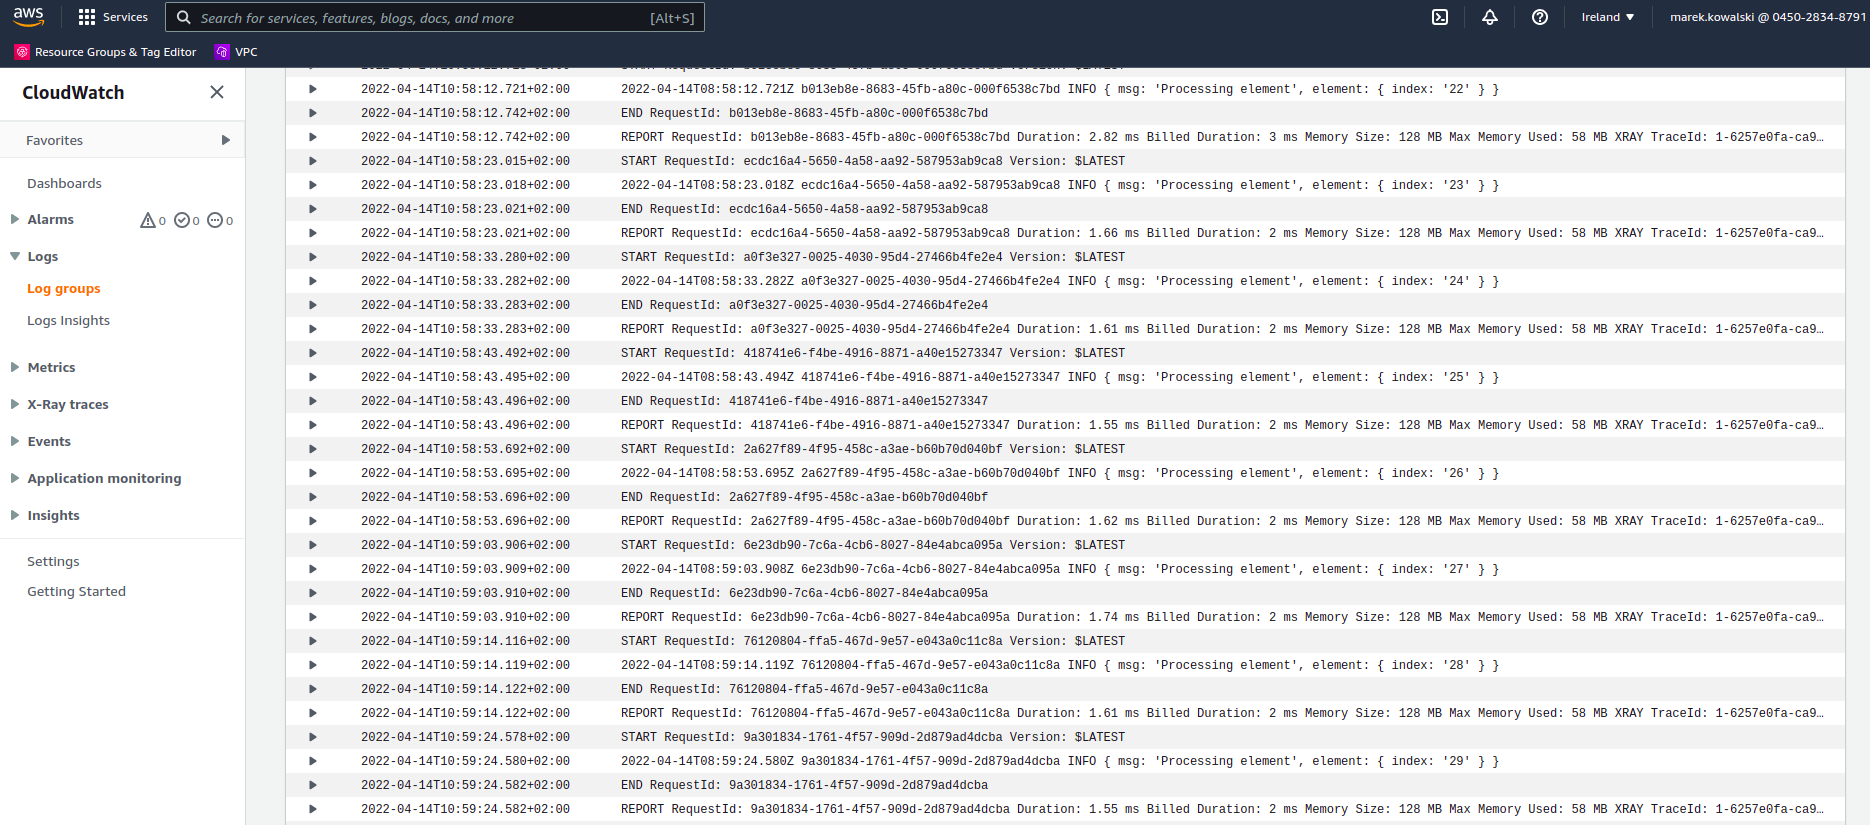 aws Services Search for services, features, blogs, docs, and more [Alt+S] Ireland marek.kowalski @ 0450-2834-8791
Resource Groups & Tag Editor VPC
CloudWatch
Favorites
Dashboards
Alarms 0 0 0
Logs
Log groups
Logs Insights
Metrics
X-Ray traces
Events
Application monitoring
Insights
Settings
Getting Started
2022-04-14T10:58:12.721+02:00 2022-04-14T08:58:12.721Z b013eb8e-8683-45fb-a80c-000f6538c7bd INFO { msg: 'Processing element', element: { index: '22' } }
2022-04-14T10:58:12.742+02:00 END RequestId: b013eb8e-8683-45fb-a80c-000f6538c7bd
2022-04-14T10:58:12.742+02:00 REPORT RequestId: b013eb8e-8683-45fb-a80c-000f6538c7bd Duration: 2.82 ms Billed Duration: 3 ms Memory Size: 128 MB Max Memory Used: 58 MB XRAY TraceId: 1-6257e0fa-ca9…
2022-04-14T10:58:23.015+02:00 START RequestId: ecdc16a4-5650-4a58-aa92-587953ab9ca8 Version: $LATEST
2022-04-14T10:58:23.018+02:00 2022-04-14T08:58:23.018Z ecdc16a4-5650-4a58-aa92-587953ab9ca8 INFO { msg: 'Processing element', element: { index: '23' } }
2022-04-14T10:58:23.021+02:00 END RequestId: ecdc16a4-5650-4a58-aa92-587953ab9ca8
2022-04-14T10:58:23.021+02:00 REPORT RequestId: ecdc16a4-5650-4a58-aa92-587953ab9ca8 Duration: 1.66 ms Billed Duration: 2 ms Memory Size: 128 MB Max Memory Used: 58 MB XRAY TraceId: 1-6257e0fa-ca9…
2022-04-14T10:58:33.280+02:00 START RequestId: a0f3e327-0025-4030-95d4-27466b4fe2e4 Version: $LATEST
2022-04-14T10:58:33.282+02:00 2022-04-14T08:58:33.282Z a0f3e327-0025-4030-95d4-27466b4fe2e4 INFO { msg: 'Processing element', element: { index: '24' } }
2022-04-14T10:58:33.283+02:00 END RequestId: a0f3e327-0025-4030-95d4-27466b4fe2e4
2022-04-14T10:58:33.283+02:00 REPORT RequestId: a0f3e327-0025-4030-95d4-27466b4fe2e4 Duration: 1.61 ms Billed Duration: 2 ms Memory Size: 128 MB Max Memory Used: 58 MB XRAY TraceId: 1-6257e0fa-ca9…
2022-04-14T10:58:43.492+02:00 START RequestId: 418741e6-f4be-4916-8871-a40e15273347 Version: $LATEST
2022-04-14T10:58:43.495+02:00 2022-04-14T08:58:43.494Z 418741e6-f4be-4916-8871-a40e15273347 INFO { msg: 'Processing element', element: { index: '25' } }
2022-04-14T10:58:43.496+02:00 END RequestId: 418741e6-f4be-4916-8871-a40e15273347
2022-04-14T10:58:43.496+02:00 REPORT RequestId: 418741e6-f4be-4916-8871-a40e15273347 Duration: 1.55 ms Billed Duration: 2 ms Memory Size: 128 MB Max Memory Used: 58 MB XRAY TraceId: 1-6257e0fa-ca9…
2022-04-14T10:58:53.692+02:00 START RequestId: 2a627f89-4f95-458c-a3ae-b60b70d040bf Version: $LATEST
2022-04-14T10:58:53.695+02:00 2022-04-14T08:58:53.695Z 2a627f89-4f95-458c-a3ae-b60b70d040bf INFO { msg: 'Processing element', element: { index: '26' } }
2022-04-14T10:58:53.696+02:00 END RequestId: 2a627f89-4f95-458c-a3ae-b60b70d040bf
2022-04-14T10:58:53.696+02:00 REPORT RequestId: 2a627f89-4f95-458c-a3ae-b60b70d040bf Duration: 1.62 ms Billed Duration: 2 ms Memory Size: 128 MB Max Memory Used: 58 MB XRAY TraceId: 1-6257e0fa-ca9…
2022-04-14T10:59:03.906+02:00 START RequestId: 6e23db90-7c6a-4cb6-8027-84e4abca095a Version: $LATEST
2022-04-14T10:59:03.909+02:00 2022-04-14T08:59:03.908Z 6e23db90-7c6a-4cb6-8027-84e4abca095a INFO { msg: 'Processing element', element: { index: '27' } }
2022-04-14T10:59:03.910+02:00 END RequestId: 6e23db90-7c6a-4cb6-8027-84e4abca095a
2022-04-14T10:59:03.910+02:00 REPORT RequestId: 6e23db90-7c6a-4cb6-8027-84e4abca095a Duration: 1.74 ms Billed Duration: 2 ms Memory Size: 128 MB Max Memory Used: 58 MB XRAY TraceId: 1-6257e0fa-ca9…
2022-04-14T10:59:14.116+02:00 START RequestId: 76120804-ffa5-467d-9e57-e043a0c11c8a Version: $LATEST
2022-04-14T10:59:14.119+02:00 2022-04-14T08:59:14.119Z 76120804-ffa5-467d-9e57-e043a0c11c8a INFO { msg: 'Processing element', element: { index: '28' } }
2022-04-14T10:59:14.122+02:00 END RequestId: 76120804-ffa5-467d-9e57-e043a0c11c8a
2022-04-14T10:59:14.122+02:00 REPORT RequestId: 76120804-ffa5-467d-9e57-e043a0c11c8a Duration: 1.61 ms Billed Duration: 2 ms Memory Size: 128 MB Max Memory Used: 58 MB XRAY TraceId: 1-6257e0fa-ca9…
2022-04-14T10:59:24.578+02:00 START RequestId: 9a301834-1761-4f57-909d-2d879ad4dcba Version: $LATEST
2022-04-14T10:59:24.580+02:00 2022-04-14T08:59:24.580Z 9a301834-1761-4f57-909d-2d879ad4dcba INFO { msg: 'Processing element', element: { index: '29' } }
2022-04-14T10:59:24.582+02:00 END RequestId: 9a301834-1761-4f57-909d-2d879ad4dcba
2022-04-14T10:59:24.582+02:00 REPORT RequestId: 9a301834-1761-4f57-909d-2d879ad4dcba Duration: 1.55 ms Billed Duration: 2 ms Memory Size: 128 MB Max Memory Used: 58 MB XRAY TraceId: 1-6257e0fa-ca9…